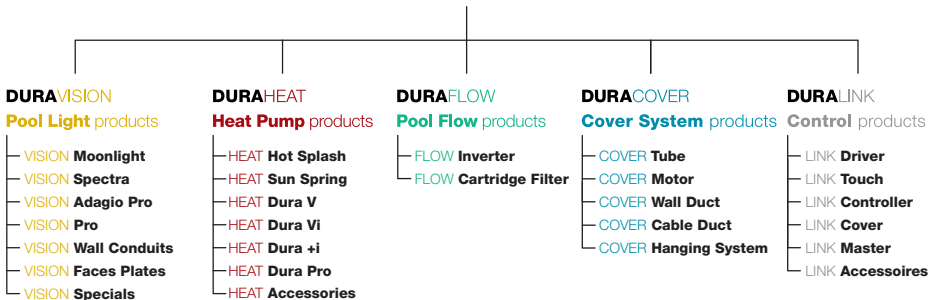 DURAVISION
Pool Light products
VISION Moonlight
VISION Spectra
VISION Adagio Pro
VISION Pro
VISION Wall Conduits
VISION Faces Plates
VISION Specials
DURAHEAT
Heat Pump products
HEAT Hot Splash
HEAT Sun Spring
HEAT Dura V
HEAT Dura Vi
HEAT Dura +i
HEAT Dura Pro
HEAT Accessories
DURAFLOW
Pool Flow products
FLOW Inverter
FLOW Cartridge Filter
DURACOVER
Cover System products
COVER Tube
COVER Motor
COVER Wall Duct
COVER Cable Duct
COVER Hanging System
DURALINK
Control products
LINK Driver
LINK Touch
LINK Controller
LINK Cover
LINK Master
LINK Accessoires